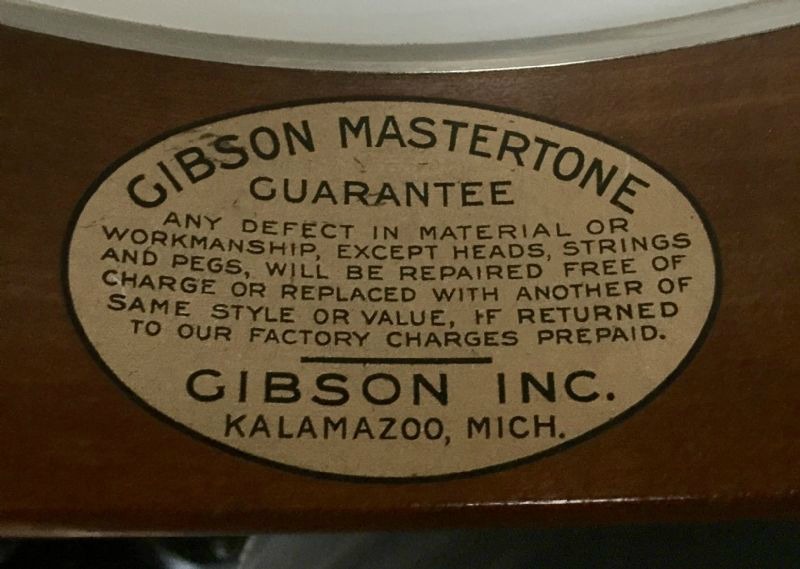 GIBSON MASTERTONE
GUARANTEE
ANY DEFECT IN MATERIAL OR
WORKMANSHIP, EXCEPT HEADS, STRINGS
AND PEGS, WILL BE REPAIRED FREE OF
CHARGE OR REPLACED WITH ANOTHER OF
SAME STYLE OR VALUE, IF RETURNED
TO OUR FACTORY CHARGES PREPAID.
GIBSON INC.
KALAMAZOO, MICH.